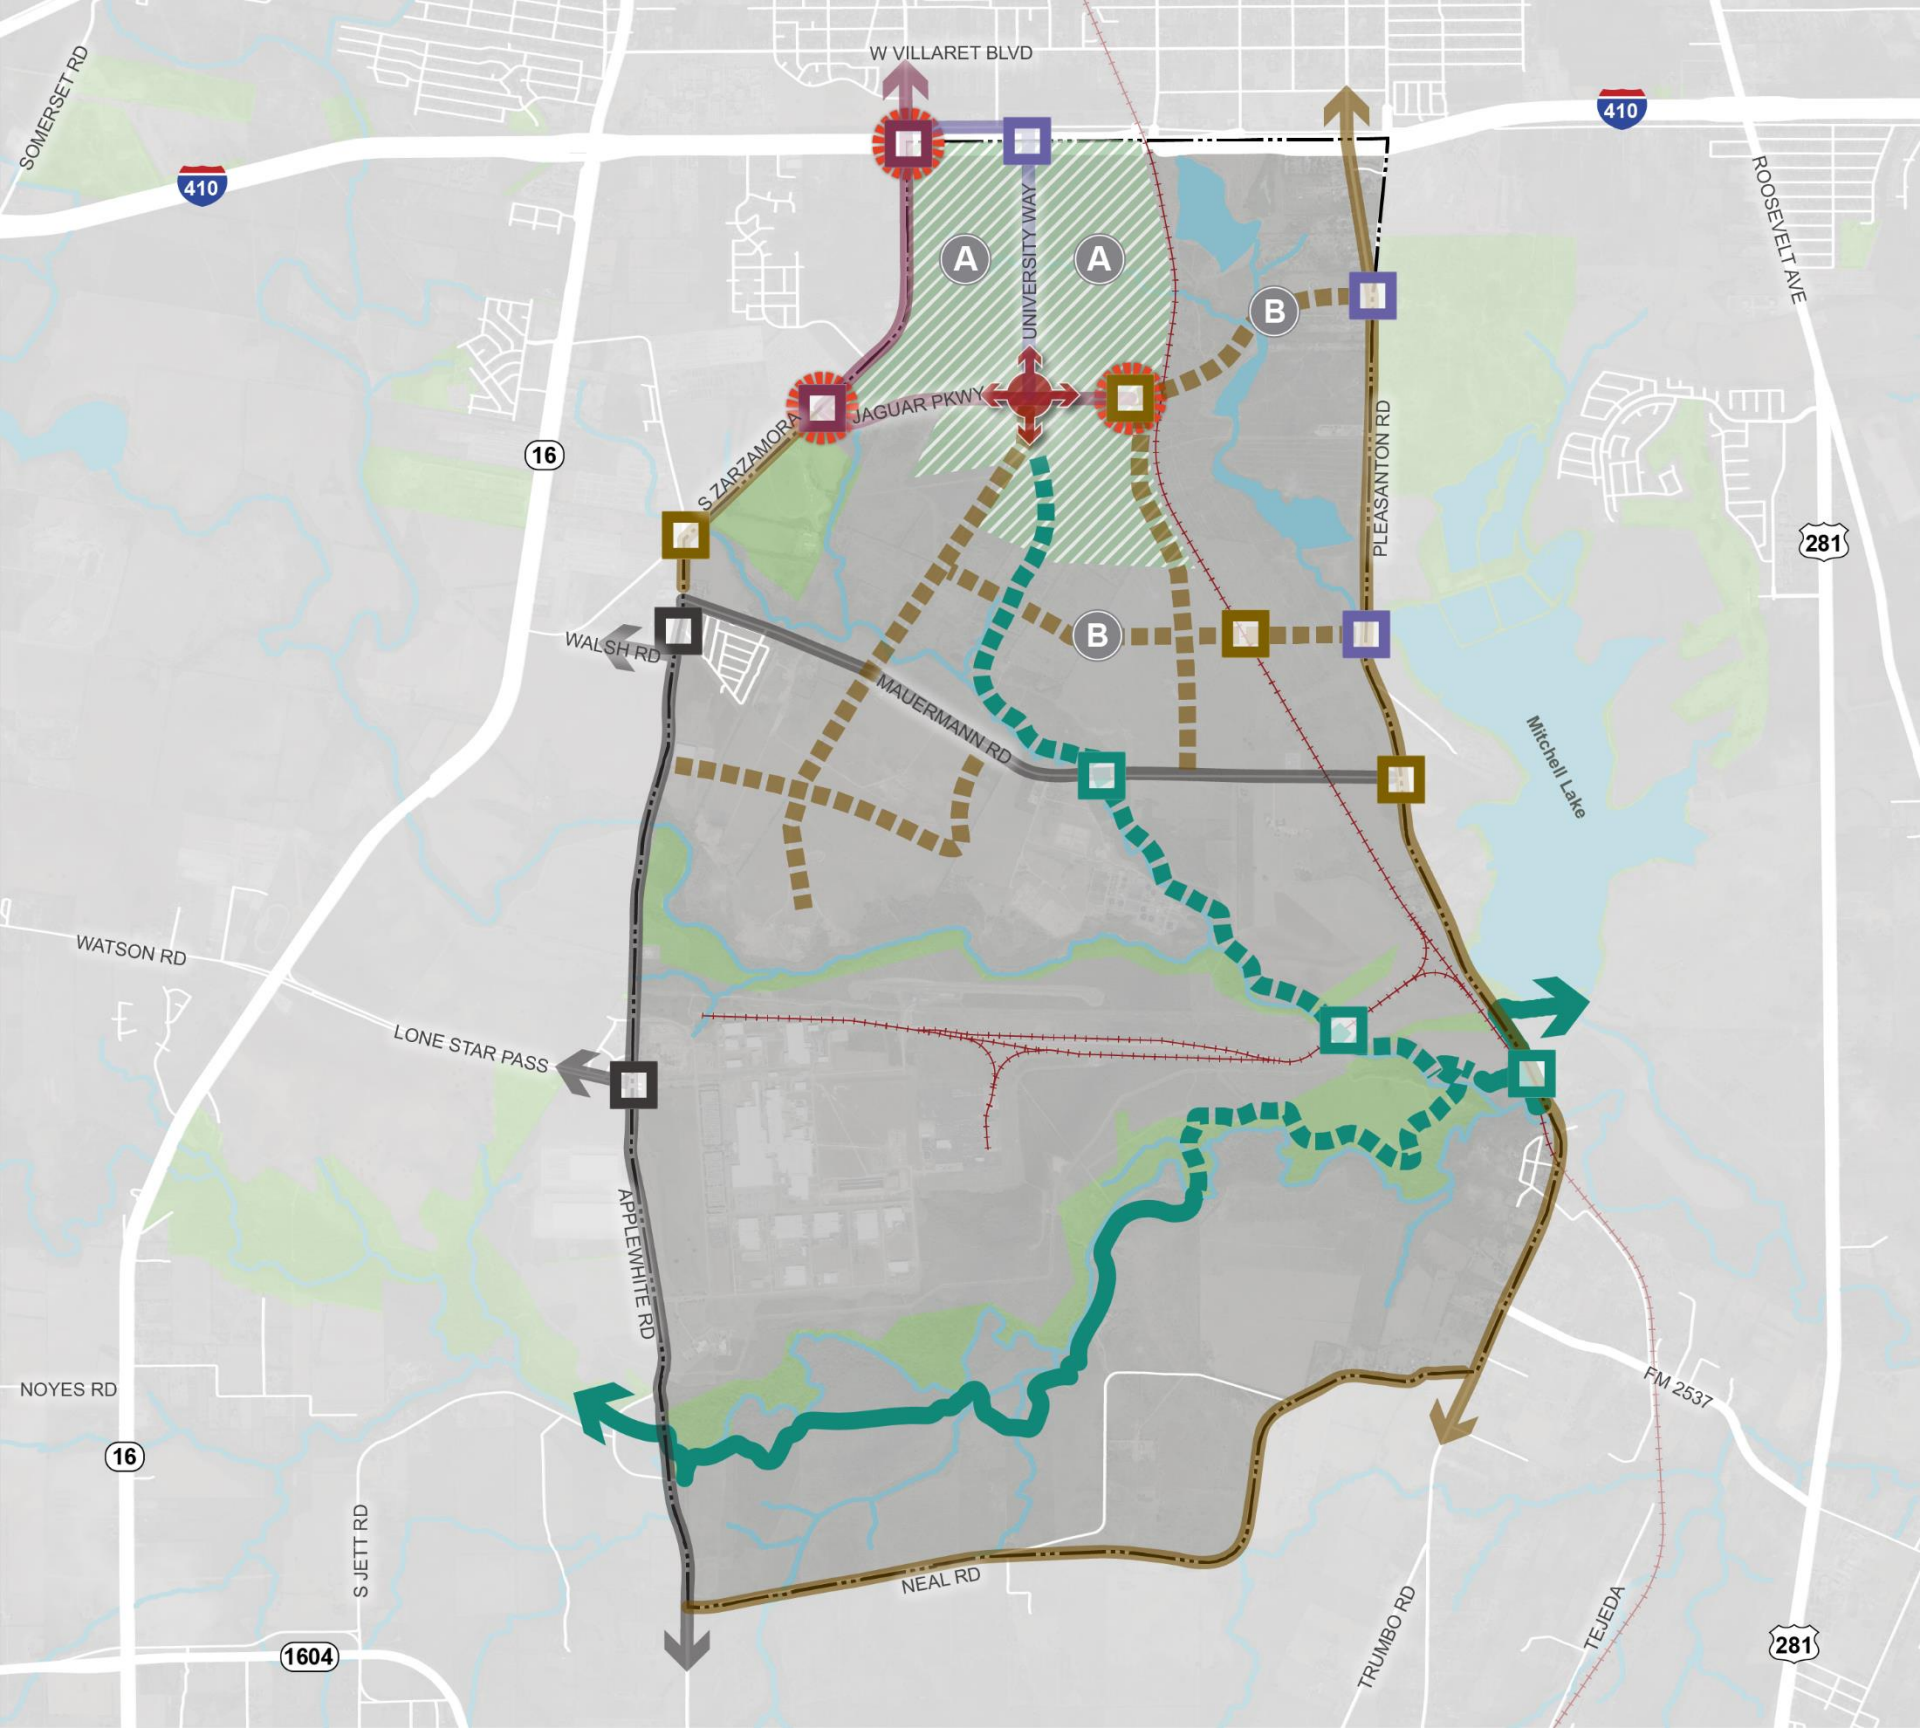 W VILLARET BLVD
SOMERSET RD
410
410
ROOSEVELT AVE
UNIVERSITY WAY
A
A
B
JAGUAR PKWY
S ZARZAMORA
PLEASANTON RD
16
281
WALSH RD
B
MAUERMANN RD
Mitchell Lake
WATSON RD
LONE STAR PASS
APPLEWHITE RD
NOYES RD
FM 2537
16
S JETT RD
NEAL RD
TRUMBO RD
TEJEDA
1604
281